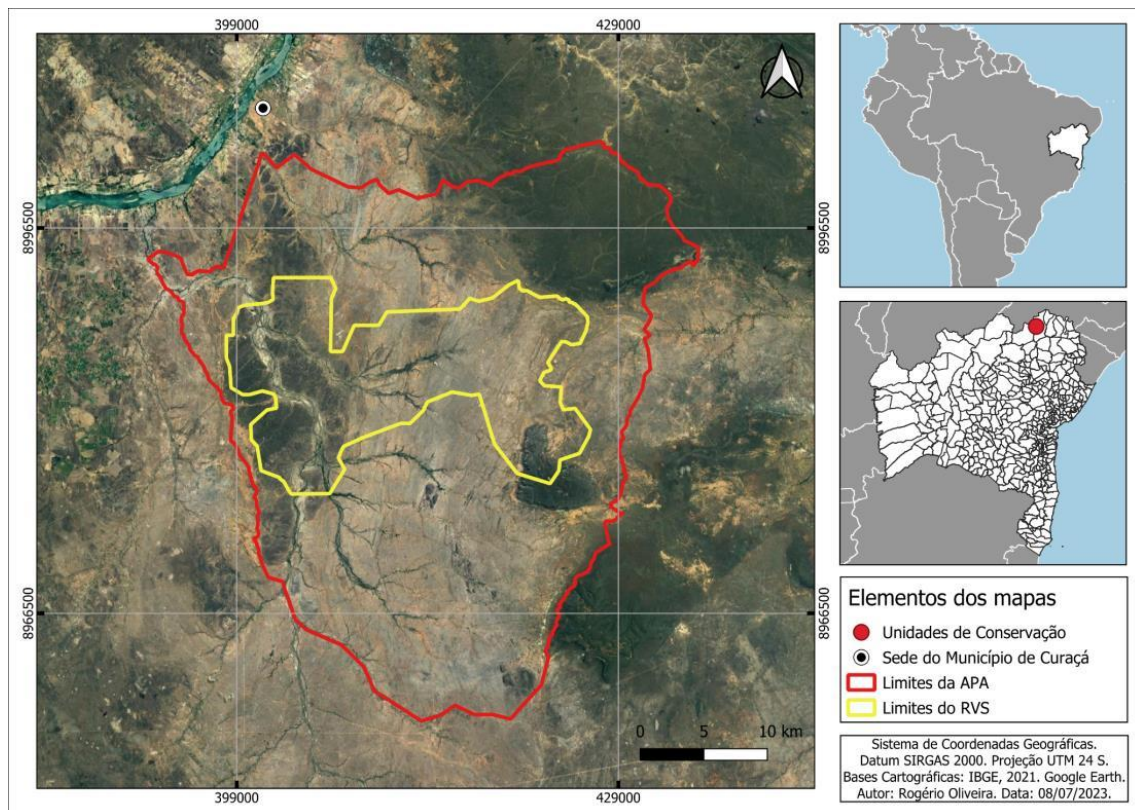 399000
429000
8996500
8996500
8966500
8966500
0
5
10 km
399000
429000
Elementos dos mapas
Unidades de Conservação
Sede do Município de Curaçá
Limites da APA
Limites do RVS
Sistema de Coordenadas Geográficas.
Datum SIRGAS 2000. Projeção UTM 24 S.
Bases Cartográficas: IBGE, 2021. Google Earth.
Autor: Rogério Oliveira. Data: 08/07/2023.